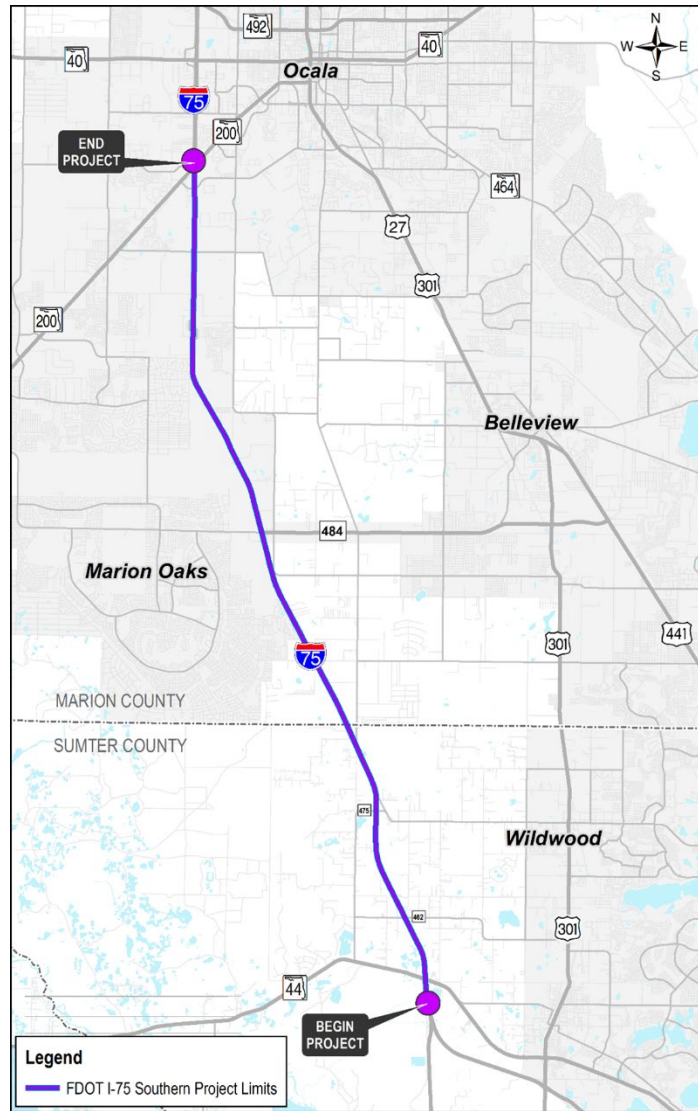 492
N
W E
S
40
40
Ocala
75
200
END
PROJECT
464
27
301
200
Belleview
484
Marion Oaks
75
301
441
MARION COUNTY
SUMTER COUNTY
475
Wildwood
462
301
44
BEGIN
PROJECT
Legend
FDOT I-75 Southern Project Limits